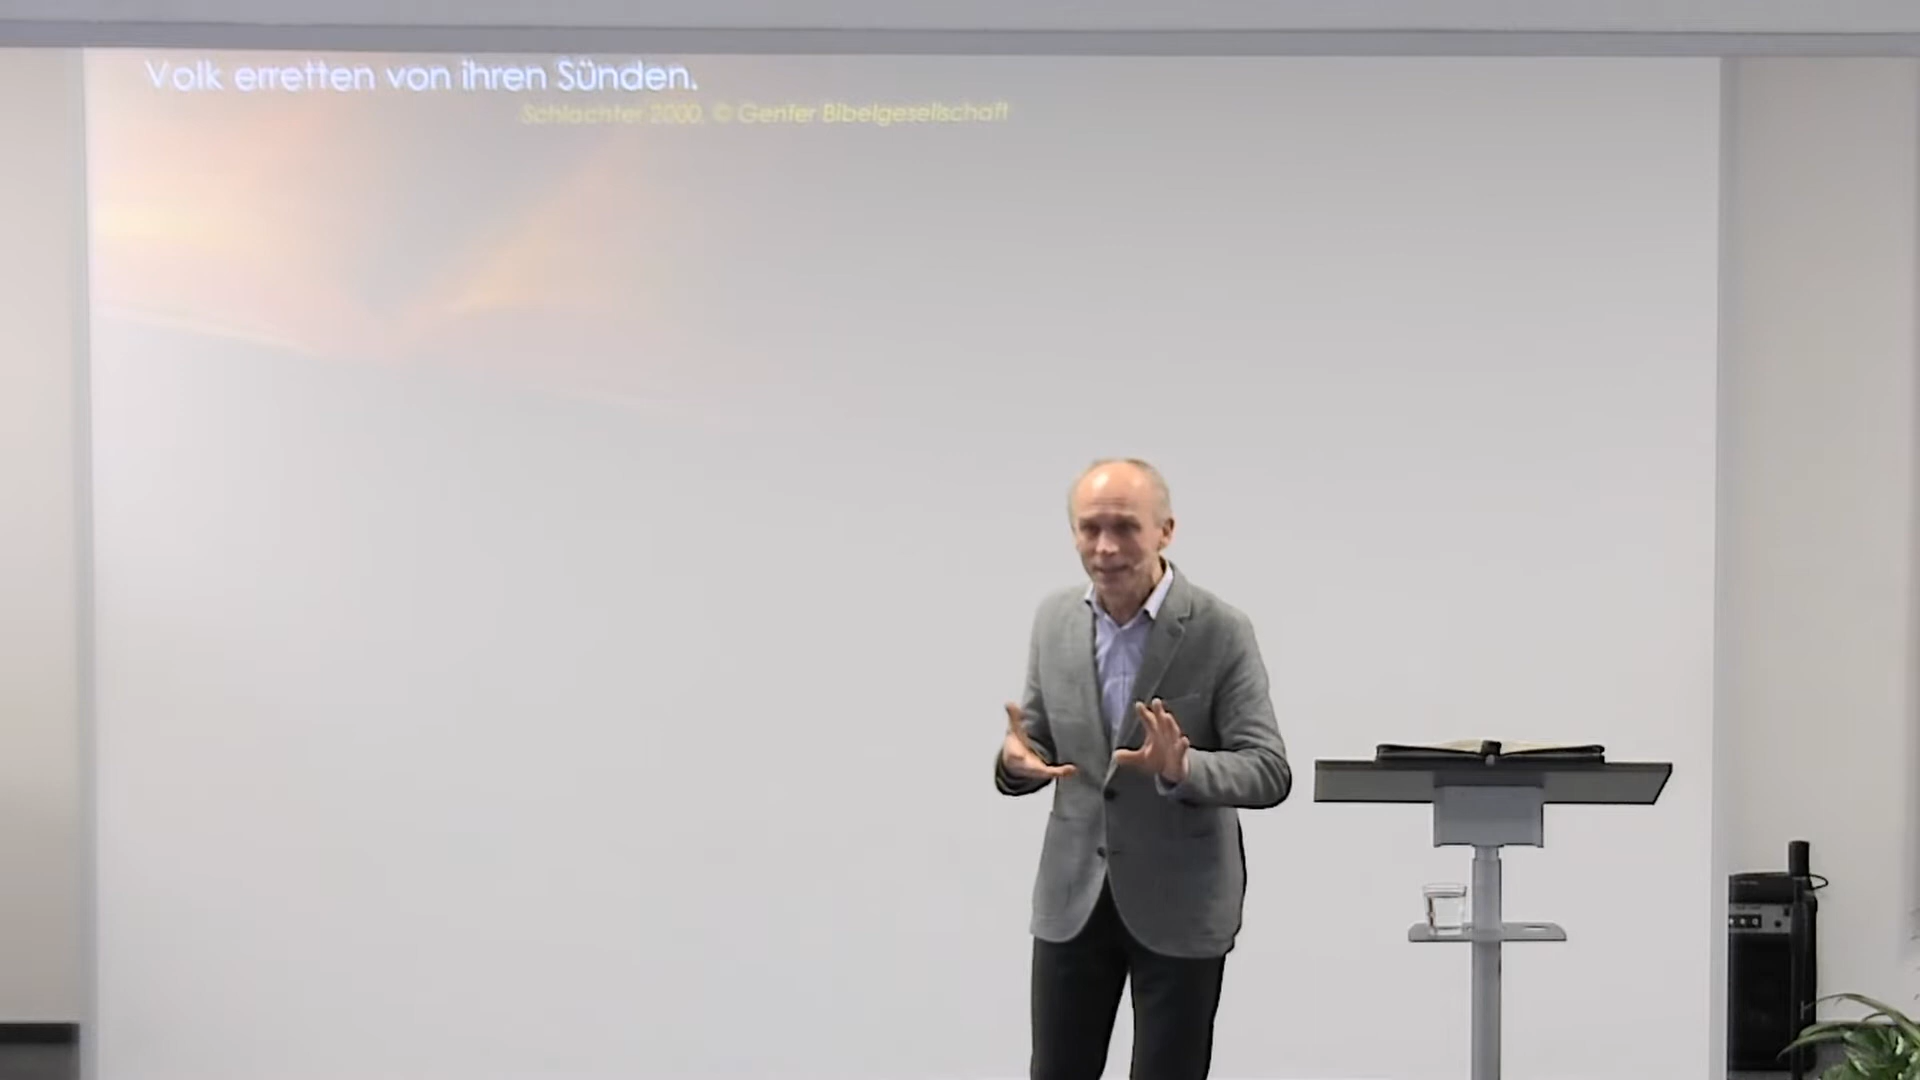 Volk erretten von ihren Sünden.
Schlachter 2000, © Genfer Bibelgesellschaft